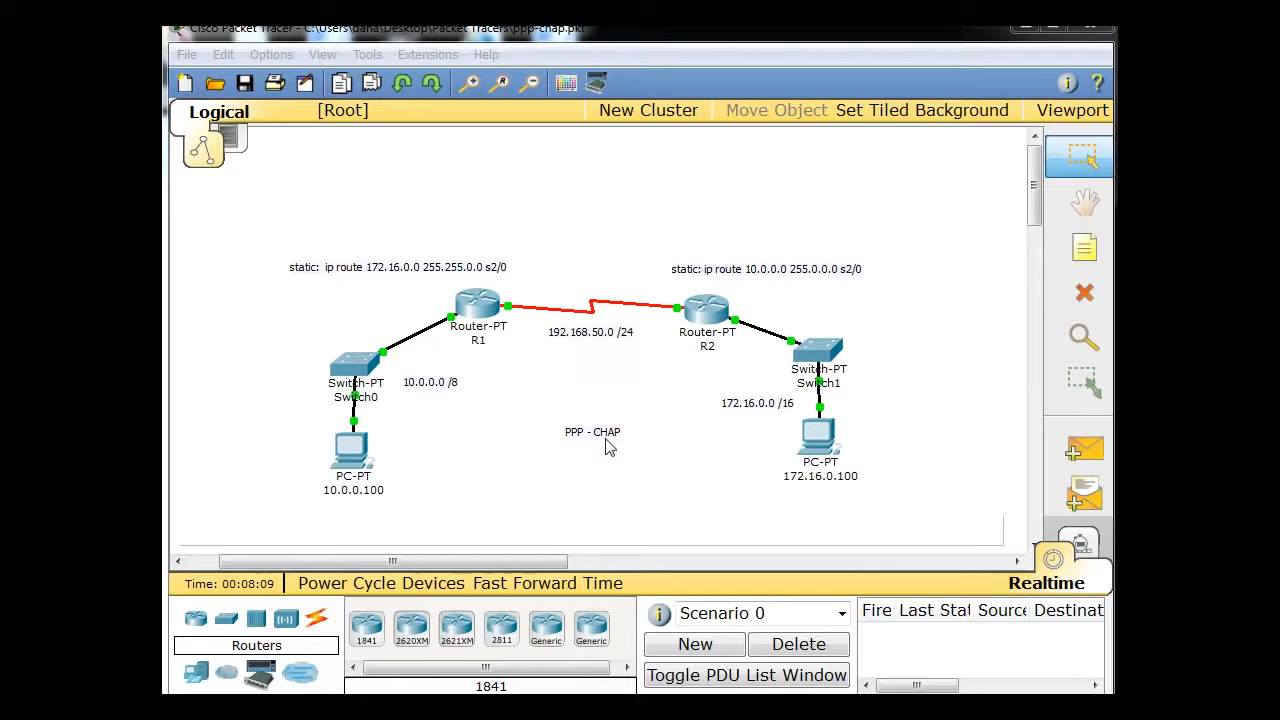 Cisco Packet Tracer - C:\Users\dana\Desktop\Packet Tracers\ppp-chap.pkt
File Edit Options View Tools Extensions Help
Logical [Root] New Cluster Move Object Set Tiled Background Viewport
static: ip route 172.16.0.0 255.255.0.0 s2/0
static: ip route 10.0.0.0 255.0.0.0 s2/0
Router-PT
R1
192.168.50.0 /24
Router-PT
R2
Switch-PT
Switch0
10.0.0.0 /8
Switch-PT
Switch1
172.16.0.0 /16
PPP - CHAP
PC-PT
10.0.0.100
PC-PT
172.16.0.100
Time: 00:08:09 Power Cycle Devices Fast Forward Time Realtime
Routers
1841 2620XM 2621XM 2811 Generic Generic
1841
Scenario 0
New Delete
Toggle PDU List Window
Fire Last Stat Source Destinat